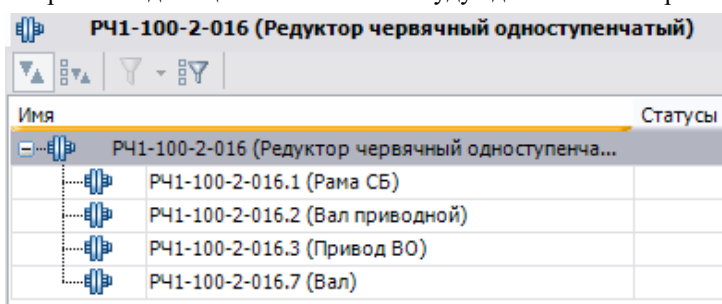 РЧ1-100-2-016 (Редуктор червячный одноступенчатый)
Имя
Статусы
РЧ1-100-2-016 (Редуктор червячный одноступенча...
РЧ1-100-2-016.1 (Рама СБ)
РЧ1-100-2-016.2 (Вал приводной)
РЧ1-100-2-016.3 (Привод ВО)
РЧ1-100-2-016.7 (Вал)